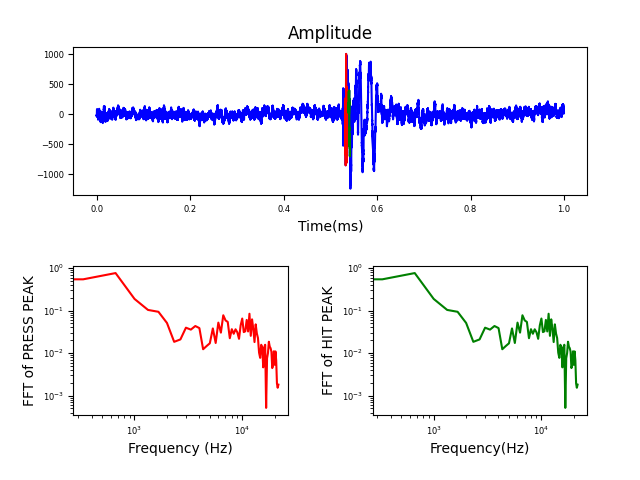 Amplitude
1000
500
0
−500
−1000
0.0 0.2 0.4 0.6 0.8 1.0
Time(ms)
FFT of PRESS PEAK
10⁰
10⁻¹
10⁻²
10⁻³
10³ 10⁴
Frequency (Hz)
FFT of HIT PEAK
10⁰
10⁻¹
10⁻²
10⁻³
10³ 10⁴
Frequency(Hz)